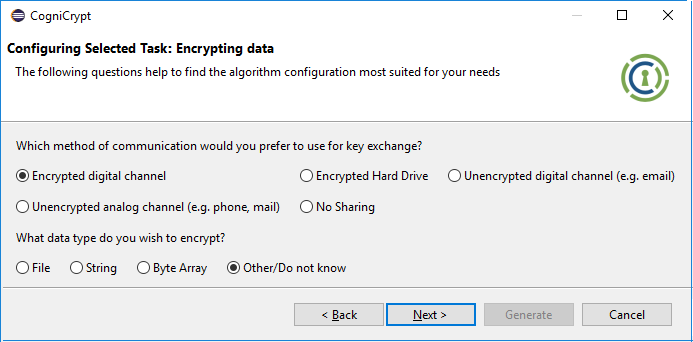 CogniCrypt
Configuring Selected Task: Encrypting data
The following questions help to find the algorithm configuration most suited for your needs
Which method of communication would you prefer to use for key exchange?
Encrypted digital channel Encrypted Hard Drive Unencrypted digital channel (e.g. email)
Unencrypted analog channel (e.g. phone, mail) No Sharing
What data type do you wish to encrypt?
File String Byte Array Other/Do not know
< Back Next > Generate Cancel